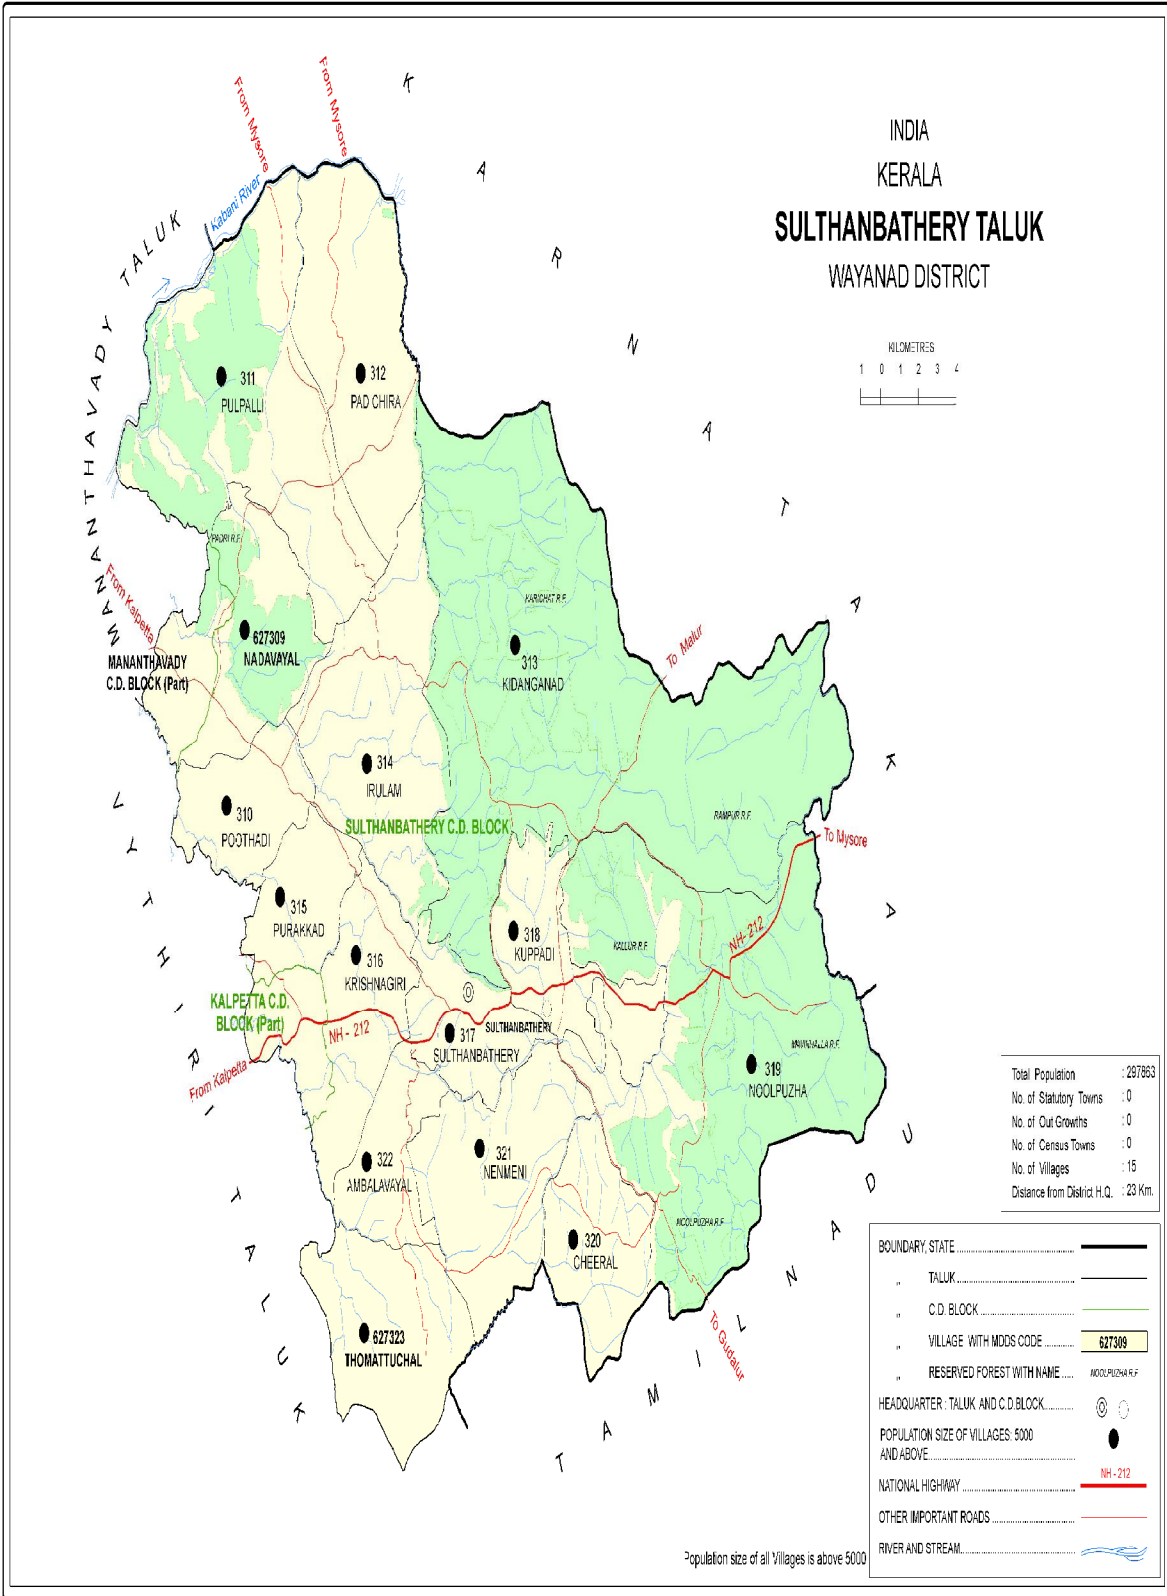 INDIA
KERALA
SULTHANBATHERY TALUK
WAYANAD DISTRICT
KILOMETRES
1 0 1 2 3 4
From Mysore
From Mysore
Kabani River
KARNATAKA
MANANTHAVADY TALUK
311
PULPALLI
312
PAD CHIRA
PADRI R.F.
From Kalpetta
627309
NADAVAYAL
MANANTHAVADY
C.D. BLOCK (Part)
KARICHAT R.F.
313
KIDANGANAD
To Malur
314
IRULAM
310
POOTHADI
SULTHANBATHERY C.D. BLOCK
RAMPUR R.F.
To Mysore
315
PURAKKAD
316
KRISHNAGIRI
318
KUPPADI
KALLUR R.F.
NH- 212
KALPETTA C.D.
BLOCK (Part)
NH - 212
From Kalpetta
317
SULTHANBATHERY
SULTHANBATHERY
MAVINHALLA R.F.
319
NOOLPUZHA
VYTHIRI TALUK
322
AMBALAVAYAL
321
NENMENI
320
CHEERAL
NOOLPUZHA R.F
To Gudalur
627323
THOMATTUCHAL
TAMIL NADU
Total Population : 297863
No. of Statutory Towns : 0
No. of Out Growths : 0
No. of Census Towns : 0
No. of Villages : 15
Distance from District H.Q. : 23 Km.
BOUNDARY, STATE
,, TALUK
,, C.D. BLOCK
,, VILLAGE WITH MDDS CODE 627309
,, RESERVED FOREST WITH NAME NOOLPUZHA R.F
HEADQUARTER : TALUK AND C.D.BLOCK
POPULATION SIZE OF VILLAGES: 5000
AND ABOVE
NATIONAL HIGHWAY NH - 212
OTHER IMPORTANT ROADS
RIVER AND STREAM
Population size of all Villages is above 5000